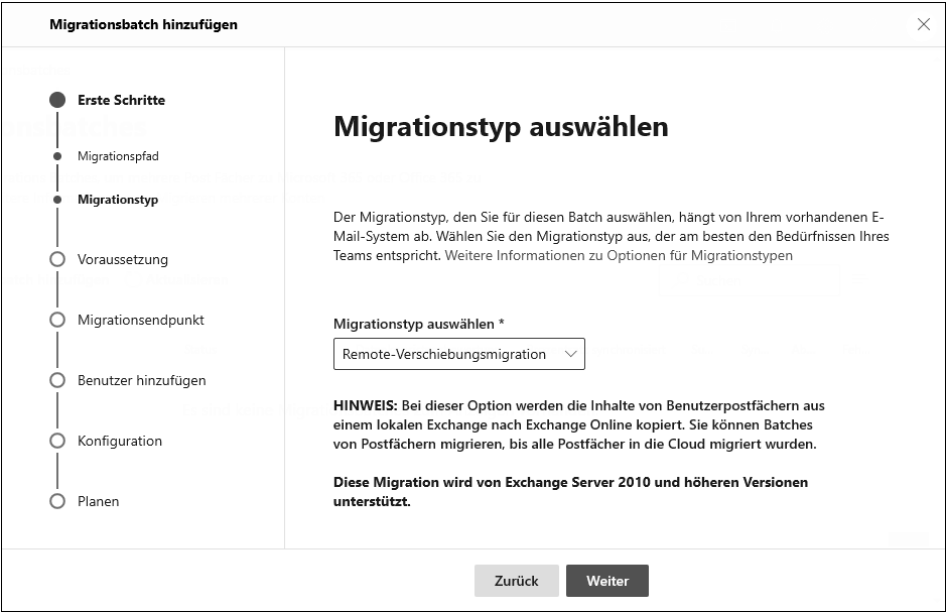 Migrationsbatch hinzufügen
Erste Schritte
Migrationspfad
Migrationstyp
Voraussetzung
Migrationsendpunkt
Benutzer hinzufügen
Konfiguration
Planen
Migrationstyp auswählen
Der Migrationstyp, den Sie für diesen Batch auswählen, hängt von Ihrem vorhandenen E-
Mail-System ab. Wählen Sie den Migrationstyp aus, der am besten den Bedürfnissen Ihres
Teams entspricht. Weitere Informationen zu Optionen für Migrationstypen
Migrationstyp auswählen *
Remote-Verschiebungsmigration
HINWEIS: Bei dieser Option werden die Inhalte von Benutzerpostfächern aus
einem lokalen Exchange nach Exchange Online kopiert. Sie können Batches
von Postfächern migrieren, bis alle Postfächer in die Cloud migriert wurden.
Diese Migration wird von Exchange Server 2010 und höheren Versionen
unterstützt.
Zurück
Weiter